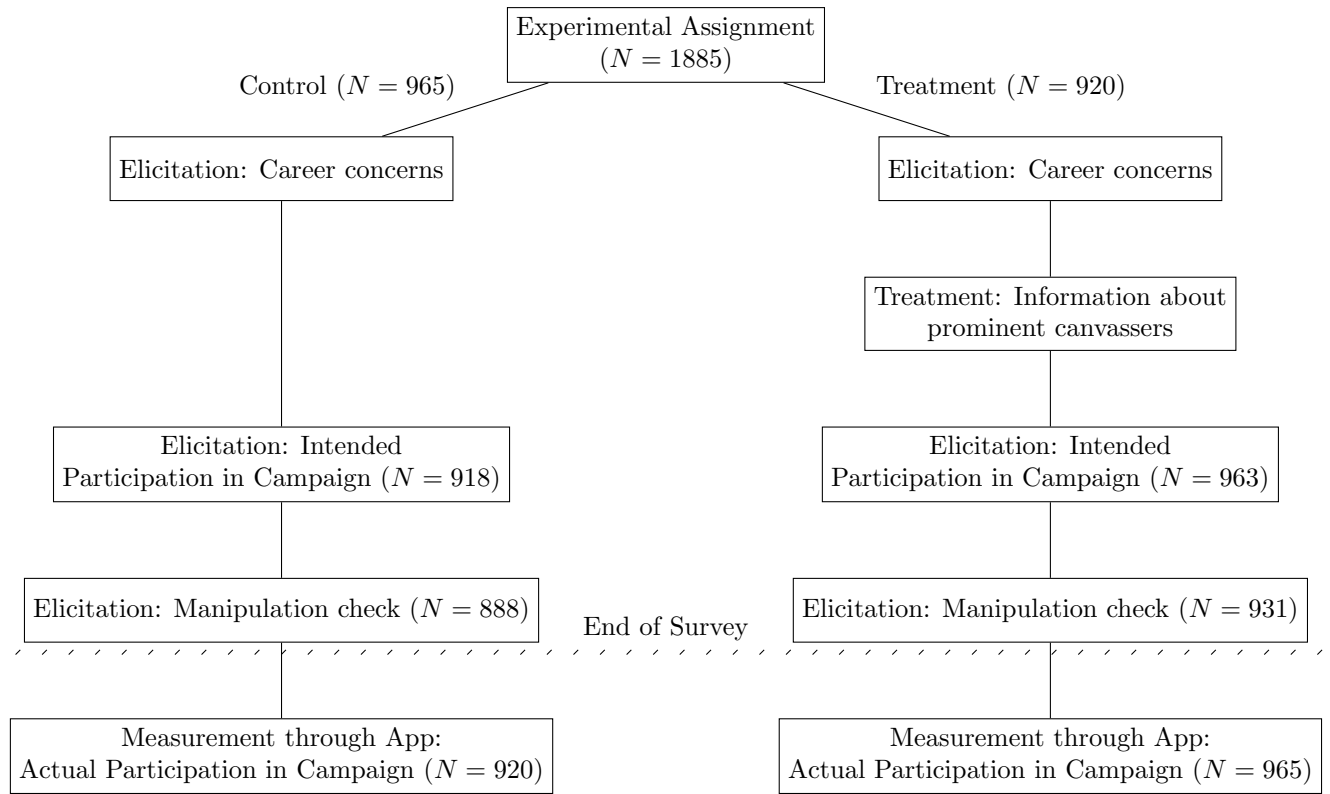 Experimental Assignment
(N = 1885)
Control (N = 965)
Treatment (N = 920)
Elicitation: Career concerns
Elicitation: Career concerns
Treatment: Information about
prominent canvassers
Elicitation: Intended
Participation in Campaign (N = 918)
Elicitation: Intended
Participation in Campaign (N = 963)
Elicitation: Manipulation check (N = 888)
Elicitation: Manipulation check (N = 931)
End of Survey
Measurement through App:
Actual Participation in Campaign (N = 920)
Measurement through App:
Actual Participation in Campaign (N = 965)